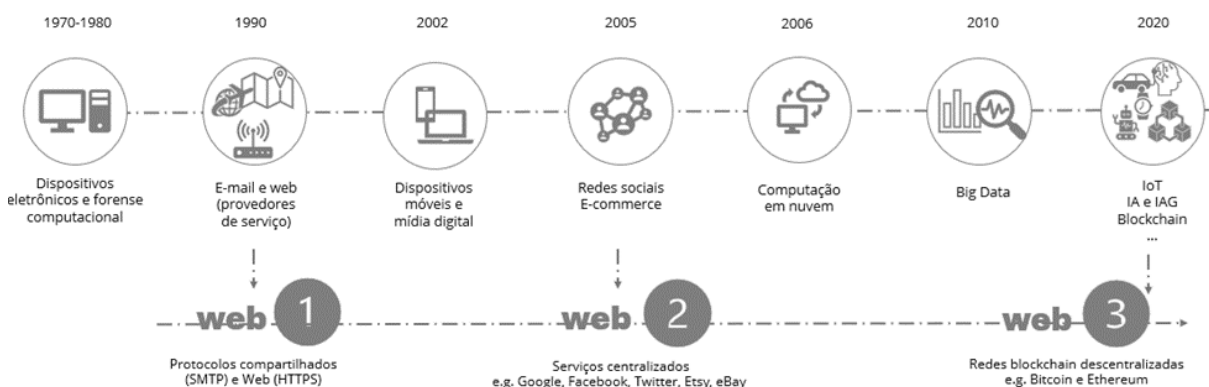 1970-1980
1990
2002
2005
2006
2010
2020
Dispositivos
eletrônicos e forense
computacional
E-mail e web
(provedores
de serviço)
Dispositivos
móveis e
mídia digital
Redes sociais
E-commerce
Computação
em nuvem
Big Data
IoT
IA e IAG
Blockchain
...
web 1
web 2
web 3
Protocolos compartilhados
(SMTP) e Web (HTTPS)
Serviços centralizados
e.g. Google, Facebook, Twitter, Etsy, eBay
Redes blockchain descentralizadas
e.g. Bitcoin e Ethereum